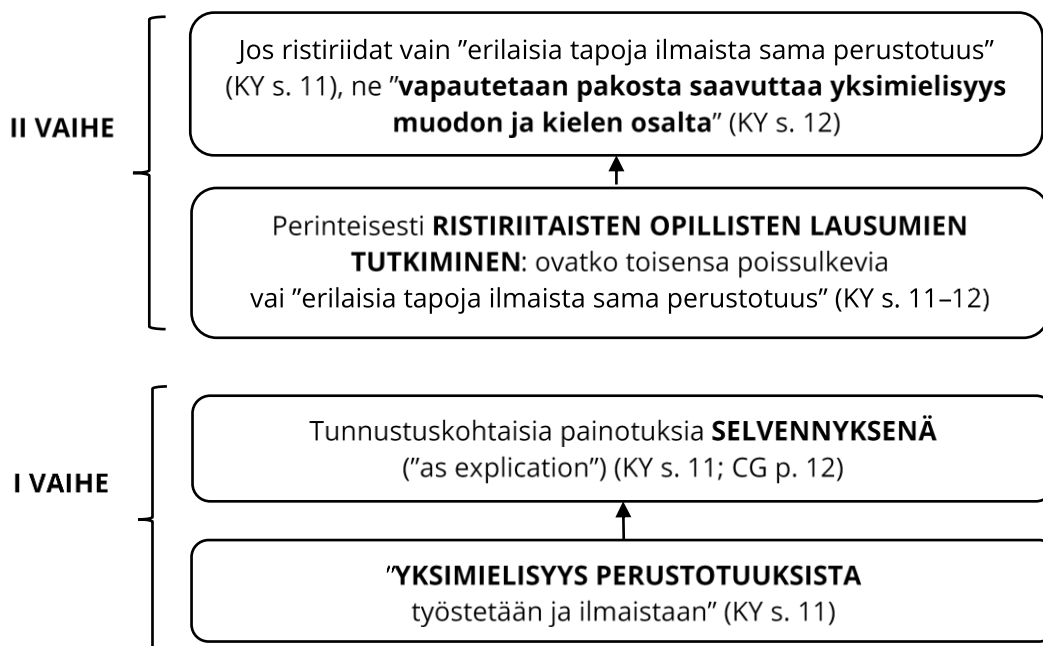 Jos ristiriidat vain ”erilaisia tapoja ilmaista sama perustotuus”
(KY s. 11), ne ”vapautetaan pakosta saavuttaa yksimielisyys
muodon ja kielen osalta” (KY s. 12)
II VAIHE
Perinteisesti RISTIRIITAISTEN OPILLISTEN LAUSUMIEN
TUTKIMINEN: ovatko toisensa poissulkevia
vai ”erilaisia tapoja ilmaista sama perustotuus” (KY s. 11–12)
Tunnustuskohtaisia painotuksia SELVENNYKSENÄ
(”as explication”) (KY s. 11; CG p. 12)
I VAIHE
”YKSIMIELISYYS PERUSTOTUUKSISTA
työstetään ja ilmaistaan” (KY s. 11)